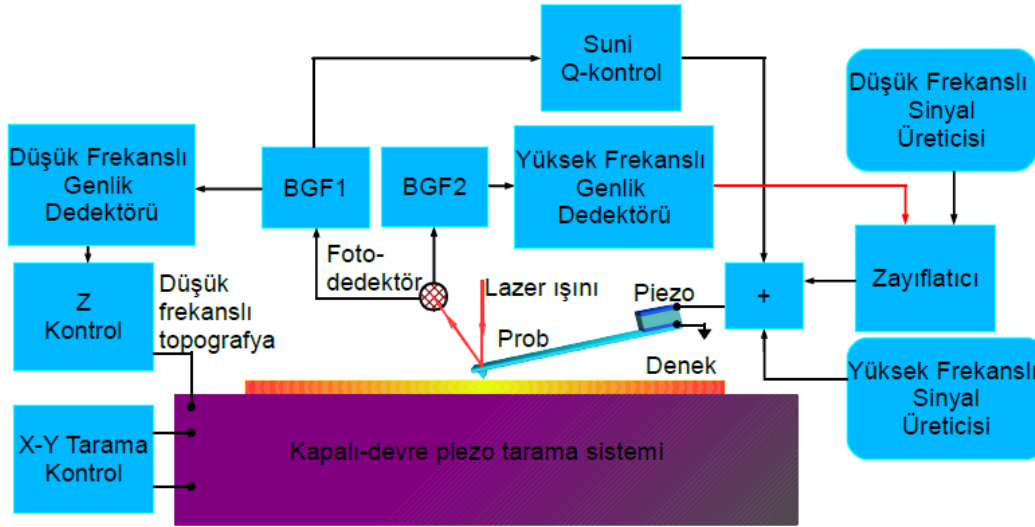 Suni
Q-kontrol
Düşük Frekanslı
Sinyal
Üreticisi
Düşük Frekanslı
Genlik
Dedektörü
BGF1
BGF2
Yüksek Frekanslı
Genlik
Dedektörü
Foto-
dedektör
Z
Kontrol
Düşük
frekanslı
topografya
Lazer ışını
Piezo
+
Zayıflatıcı
Prob
Denek
Yüksek Frekanslı
Sinyal
Üreticisi
X-Y Tarama
Kontrol
Kapalı-devre piezo tarama sistemi